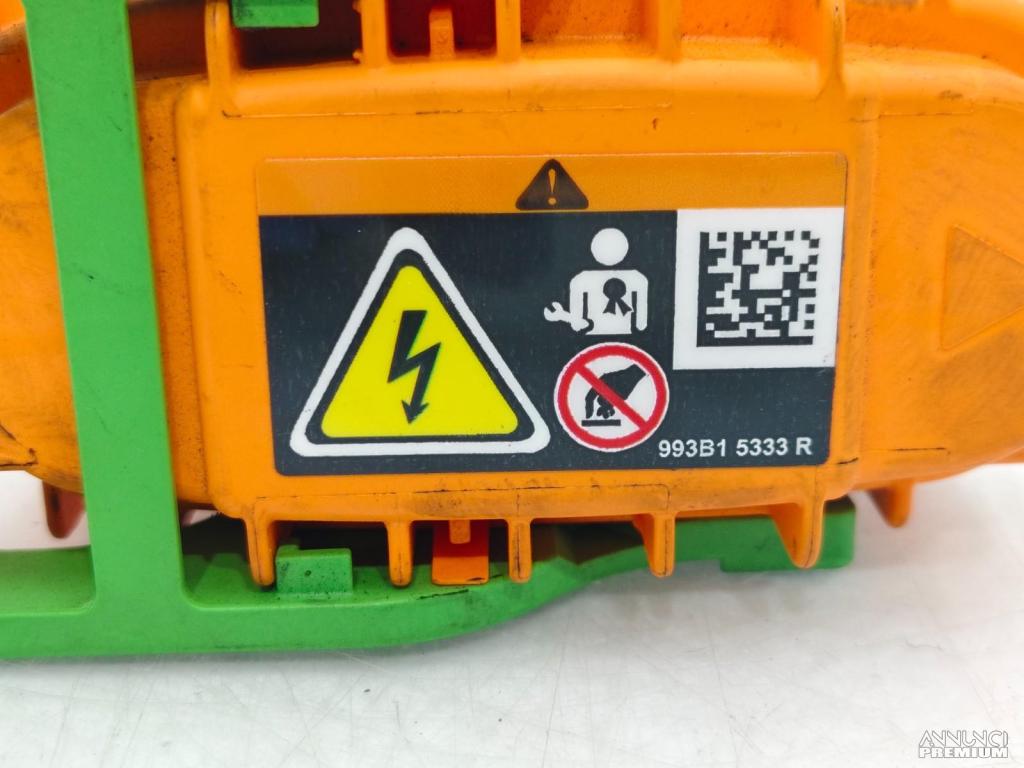 993B1 5333 R
ANNUNCI
PREMIUM